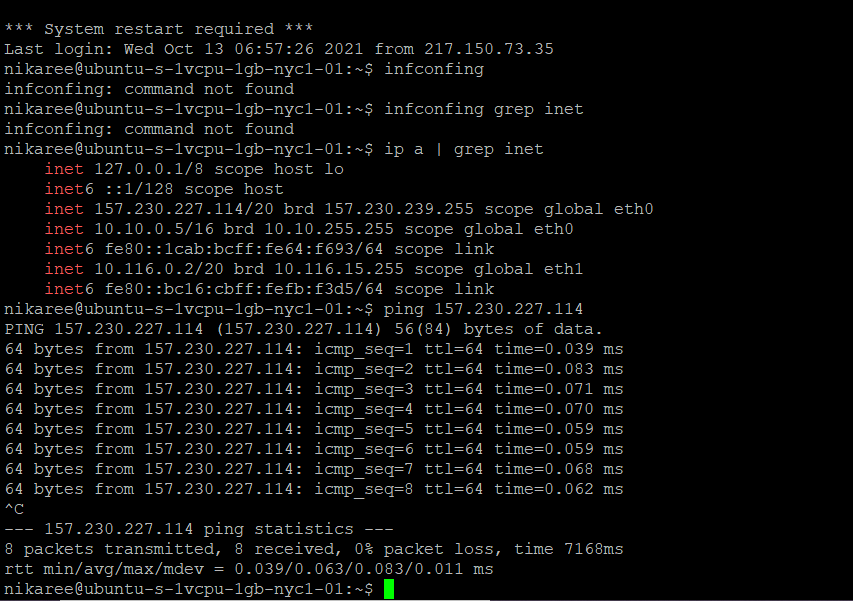 *** System restart required ***
Last login: Wed Oct 13 06:57:26 2021 from 217.150.73.35
nikaree@ubuntu-s-1vcpu-1gb-nyc1-01:~$ infconfing
infconfing: command not found
nikaree@ubuntu-s-1vcpu-1gb-nyc1-01:~$ infconfing grep inet
infconfing: command not found
nikaree@ubuntu-s-1vcpu-1gb-nyc1-01:~$ ip a | grep inet
    inet 127.0.0.1/8 scope host lo
    inet6 ::1/128 scope host
    inet 157.230.227.114/20 brd 157.230.239.255 scope global eth0
    inet 10.10.0.5/16 brd 10.10.255.255 scope global eth0
    inet6 fe80::1cab:bcff:fe64:f693/64 scope link
    inet 10.116.0.2/20 brd 10.116.15.255 scope global eth1
    inet6 fe80::bc16:cbff:fefb:f3d5/64 scope link
nikaree@ubuntu-s-1vcpu-1gb-nyc1-01:~$ ping 157.230.227.114
PING 157.230.227.114 (157.230.227.114) 56(84) bytes of data.
64 bytes from 157.230.227.114: icmp_seq=1 ttl=64 time=0.039 ms
64 bytes from 157.230.227.114: icmp_seq=2 ttl=64 time=0.083 ms
64 bytes from 157.230.227.114: icmp_seq=3 ttl=64 time=0.071 ms
64 bytes from 157.230.227.114: icmp_seq=4 ttl=64 time=0.070 ms
64 bytes from 157.230.227.114: icmp_seq=5 ttl=64 time=0.059 ms
64 bytes from 157.230.227.114: icmp_seq=6 ttl=64 time=0.059 ms
64 bytes from 157.230.227.114: icmp_seq=7 ttl=64 time=0.068 ms
64 bytes from 157.230.227.114: icmp_seq=8 ttl=64 time=0.062 ms
^C
--- 157.230.227.114 ping statistics ---
8 packets transmitted, 8 received, 0% packet loss, time 7168ms
rtt min/avg/max/mdev = 0.039/0.063/0.083/0.011 ms
nikaree@ubuntu-s-1vcpu-1gb-nyc1-01:~$